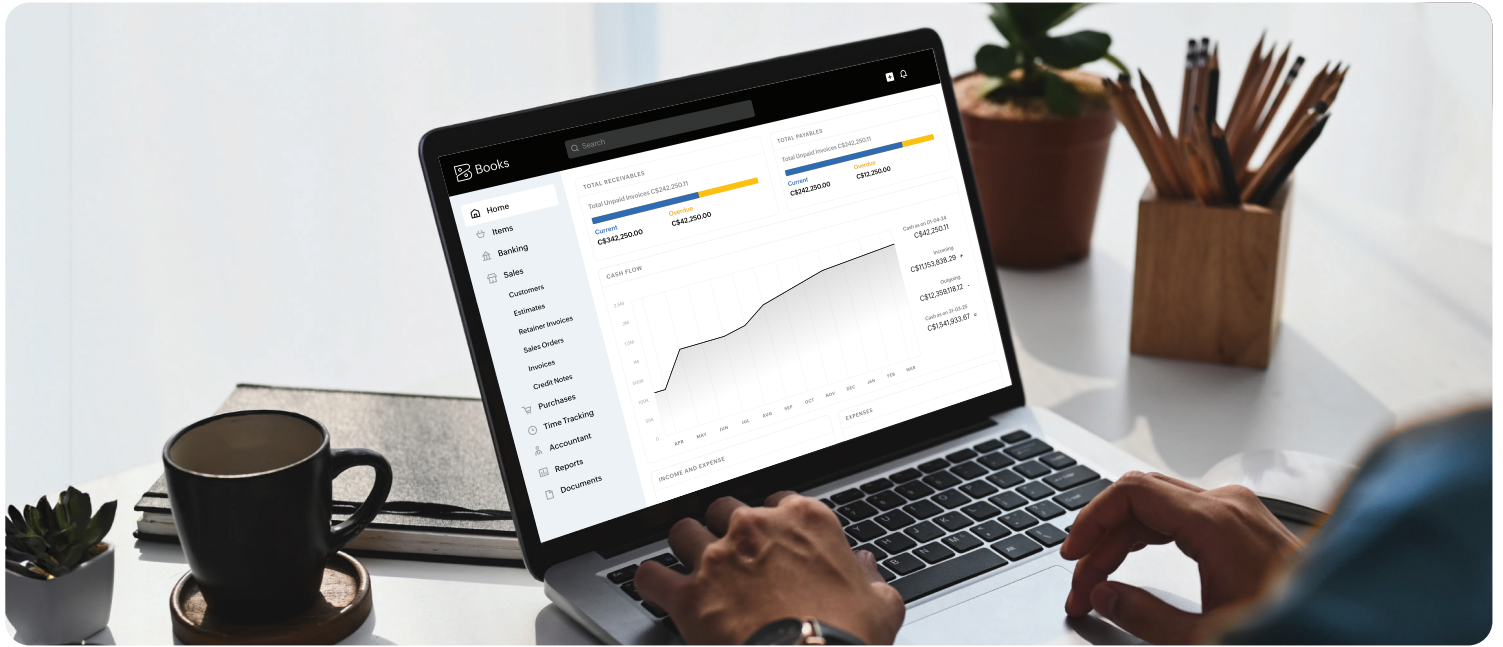 Books
Search
Home
Items
Banking
Sales
Customers
Estimates
Retainer Invoices
Sales Orders
Invoices
Credit Notes
Purchases
Time Tracking
Accountant
Reports
Documents
TOTAL RECEIVABLES
Total Unpaid Invoices C$242,250.11
Current
C$342,250.00
Overdue
C$42,250.00
TOTAL PAYABLES
Total Unpaid Invoices C$242,250.11
Current
C$242,250.00
Overdue
C$12,250.00
CASH FLOW
2M
1M
0
APR MAY JUN JUL AUG SEP OCT NOV DEC JAN FEB MAR
Cash as on 01-04-24
C$42,250.11
Incoming
C$11,153,838.29 +
Outgoing
C$12,359,118.12 -
Cash as on 31-03-25
C$1,541,933.67 =
INCOME AND EXPENSE
EXPENSES